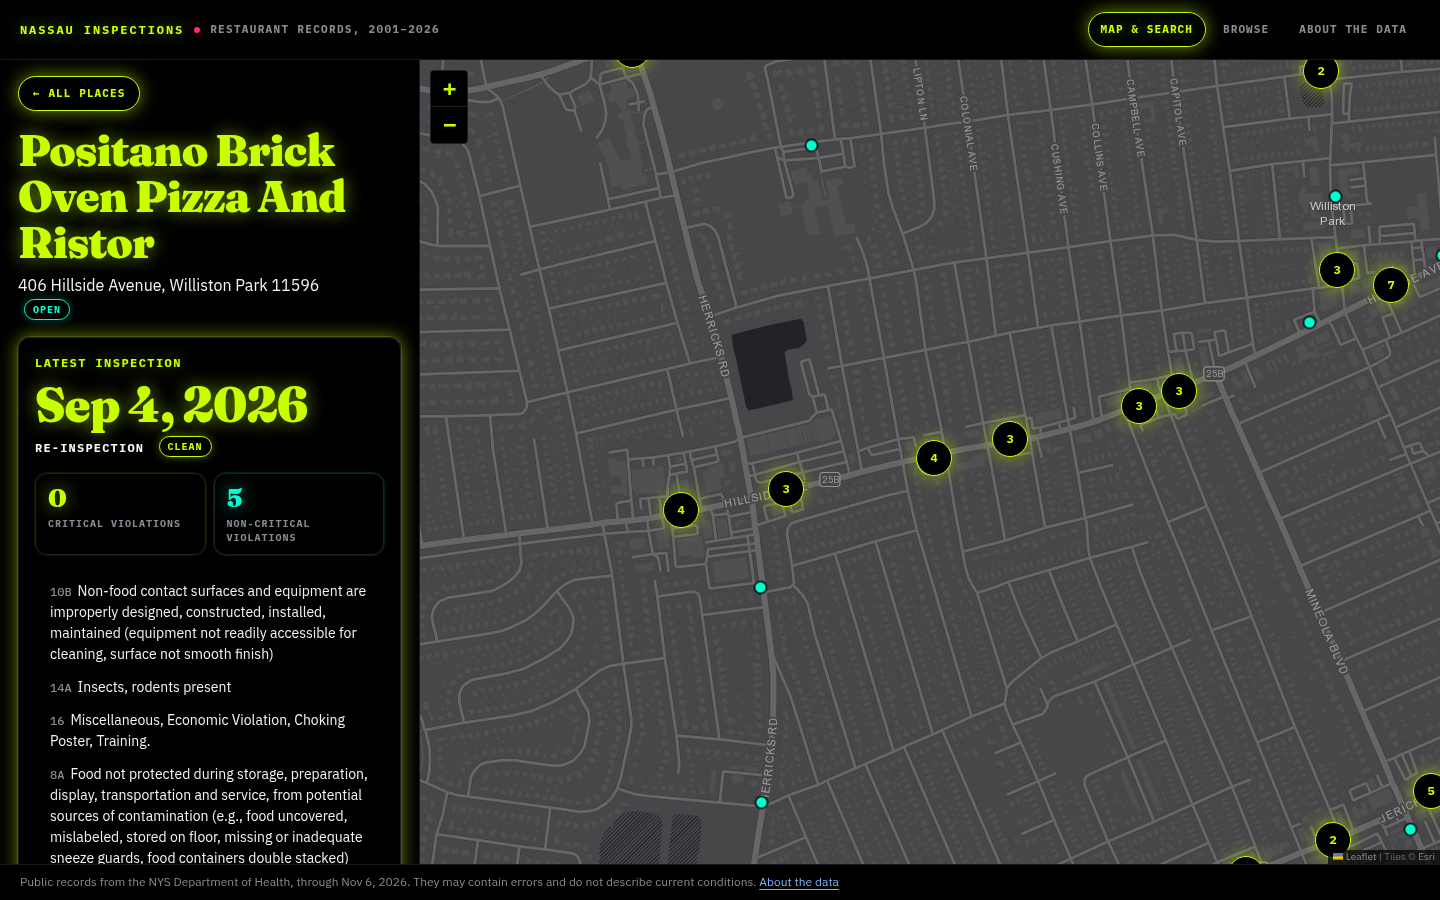 NASSAU INSPECTIONS RESTAURANT RECORDS, 2001–2026
MAP & SEARCH BROWSE ABOUT THE DATA
← ALL PLACES
Positano Brick
Oven Pizza And
Ristor
406 Hillside Avenue, Williston Park 11596
OPEN
LATEST INSPECTION
Sep 4, 2026
RE-INSPECTION CLEAN
0
CRITICAL VIOLATIONS
5
NON-CRITICAL
VIOLATIONS
10B Non-food contact surfaces and equipment are
improperly designed, constructed, installed,
maintained (equipment not readily accessible for
cleaning, surface not smooth finish)
14A Insects, rodents present
16 Miscellaneous, Economic Violation, Choking
Poster, Training.
8A Food not protected during storage, preparation,
display, transportation and service, from potential
sources of contamination (e.g., food uncovered,
mislabeled, stored on floor, missing or inadequate
sneeze guards, food containers double stacked)
+
−
LIPTON LN
COLONIAL AVE
CUSHING AVE
COLLINS AVE
CAMPBELL AVE
CAPITOL AVE
2
Williston
Park
3
7
HERRICKS RD
25B
3
3
3
4
25B
3
4
MINEOLA BLVD
5
2
Leaflet | Tiles © Esri
Public records from the NYS Department of Health, through Nov 6, 2026. They may contain errors and do not describe current conditions. About the data